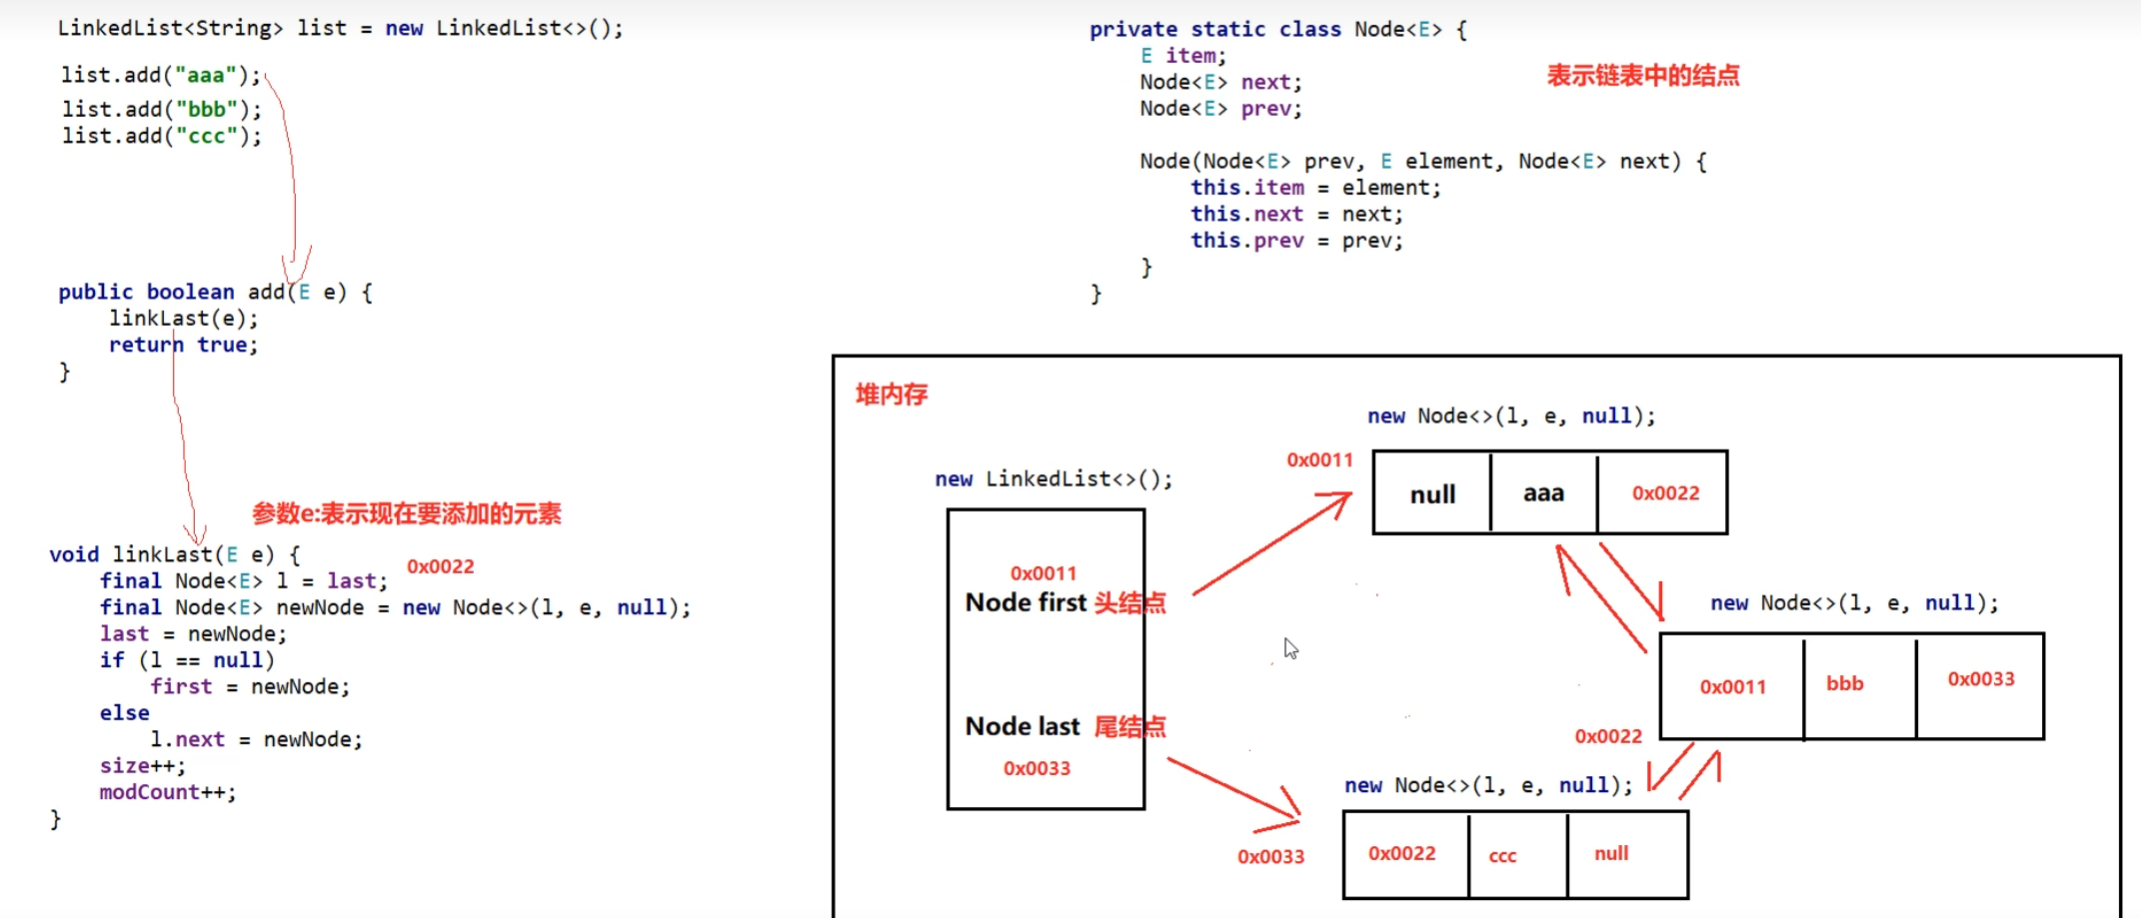 LinkedList<String> list = new LinkedList<>();
list.add("aaa");
list.add("bbb");
list.add("ccc");
public boolean add(E e) {
linkLast(e);
return true;
}
参数e:表示现在要添加的元素
void linkLast(E e) {
final Node<E> l = last; 0x0022
final Node<E> newNode = new Node<>(l, e, null);
last = newNode;
if (l == null)
first = newNode;
else
l.next = newNode;
size++;
modCount++;
}
private static class Node<E> {
E item;
Node<E> next;
Node<E> prev;
表示链表中的结点
Node(Node<E> prev, E element, Node<E> next) {
this.item = element;
this.next = next;
this.prev = prev;
}
}
堆内存
new LinkedList<>();
0x0011
Node first 头结点
Node last 尾结点
0x0033
new Node<>(l, e, null);
0x0011
null aaa 0x0022
new Node<>(l, e, null);
0x0011 bbb 0x0033
0x0022
new Node<>(l, e, null);
0x0033
0x0022 ccc null